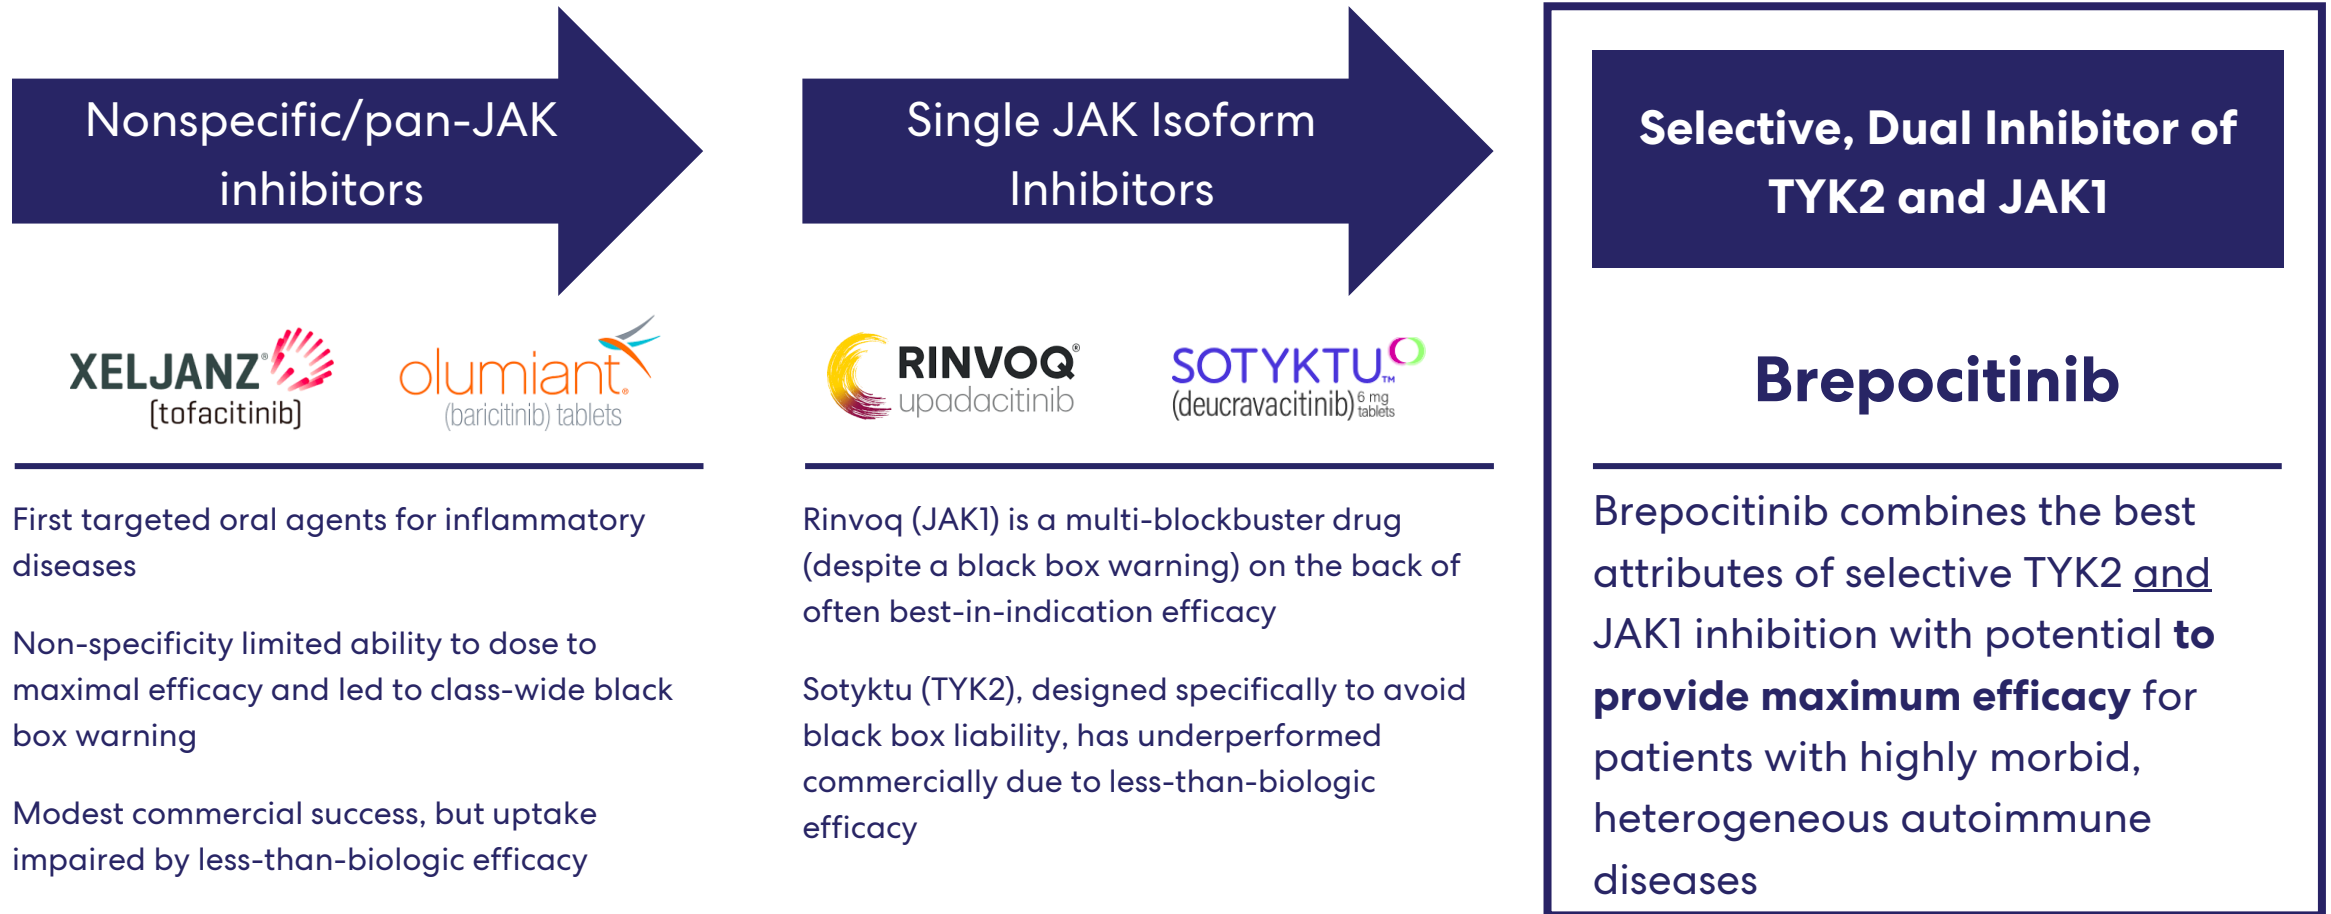 Nonspecific/pan-JAK
inhibitors
XELJANZ®
[tofacitinib]
olumiant®
(baricitinib) tablets
First targeted oral agents for inflammatory
diseases
Non-specificity limited ability to dose to
maximal efficacy and led to class-wide black
box warning
Modest commercial success, but uptake
impaired by less-than-biologic efficacy
Single JAK Isoform
Inhibitors
RINVOQ®
upadacitinib
SOTYKTU™
(deucravacitinib) 6 mg
tablets
Rinvoq (JAK1) is a multi-blockbuster drug
(despite a black box warning) on the back of
often best-in-indication efficacy
Sotyktu (TYK2), designed specifically to avoid
black box liability, has underperformed
commercially due to less-than-biologic
efficacy
Selective, Dual Inhibitor of
TYK2 and JAK1
Brepocitinib
Brepocitinib combines the best
attributes of selective TYK2 and
JAK1 inhibition with potential to
provide maximum efficacy for
patients with highly morbid,
heterogeneous autoimmune
diseases